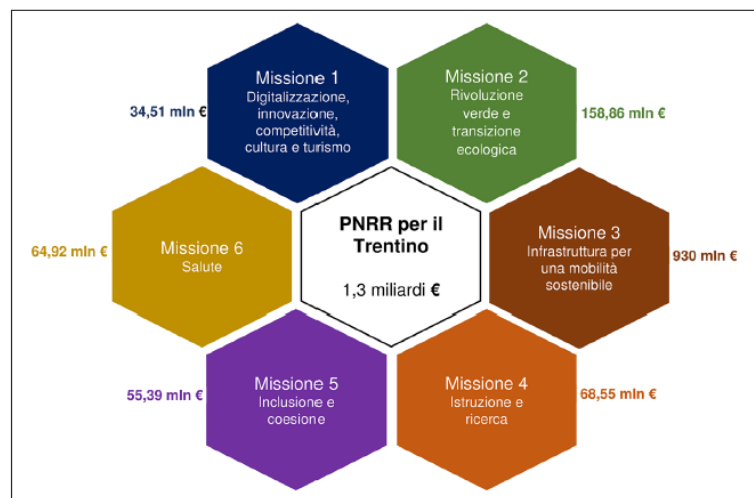 Missione 1
Digitalizzazione,
innovazione,
competitività,
cultura e turismo
34,51 mln €
Missione 2
Rivoluzione
verde e
transizione
ecologica
158,86 mln €
Missione 6
Salute
64,92 mln €
PNRR per il
Trentino
1,3 miliardi €
Missione 3
Infrastruttura per
una mobilità
sostenibile
930 mln €
Missione 5
Inclusione e
coesione
55,39 mln €
Missione 4
Istruzione e
ricerca
68,55 mln €